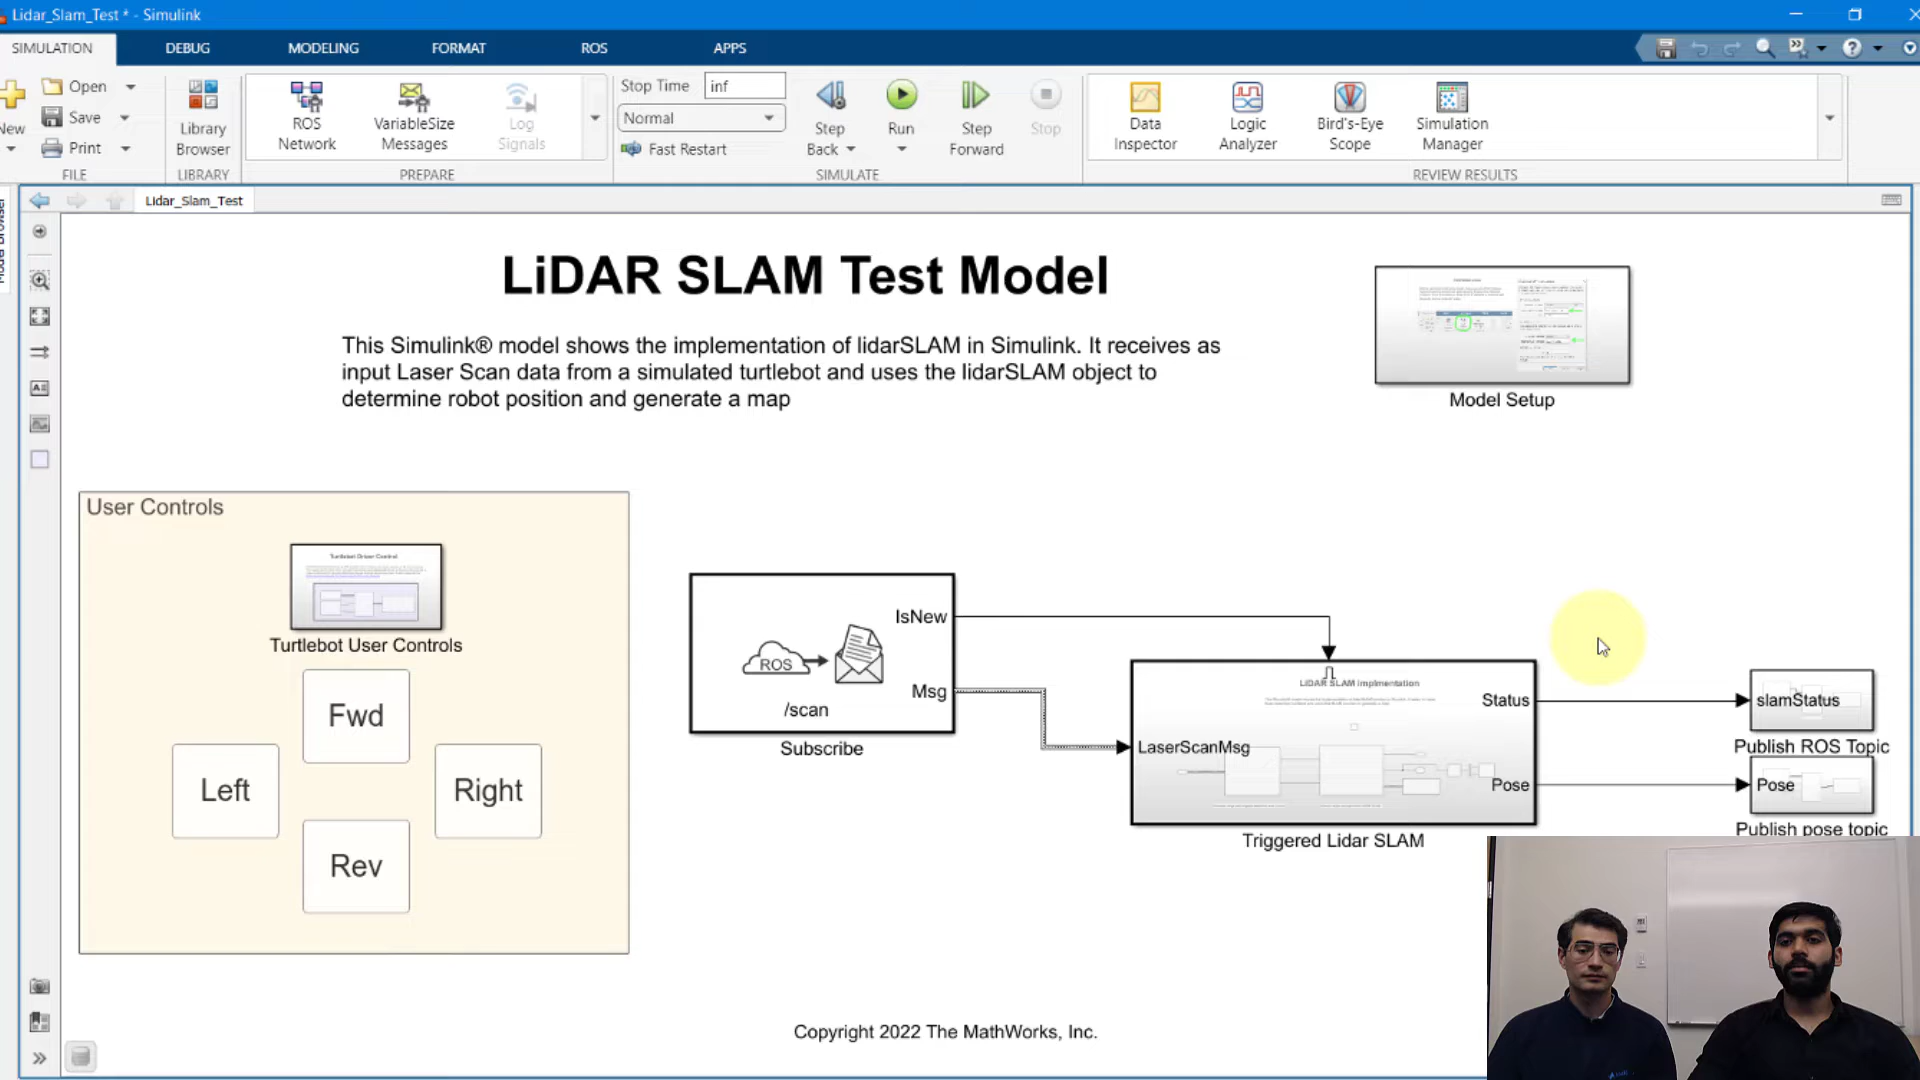 Lidar_Slam_Test * - Simulink
SIMULATION
DEBUG
MODELING
FORMAT
ROS
APPS
New
Open
Save
Print
FILE
Library
Browser
LIBRARY
ROS
Network
VariableSize
Messages
Log
Signals
PREPARE
Stop Time inf
Normal
Fast Restart
Step
Back
Run
Step
Forward
Stop
SIMULATE
Data
Inspector
Logic
Analyzer
Bird's-Eye
Scope
Simulation
Manager
REVIEW RESULTS
Lidar_Slam_Test
LiDAR SLAM Test Model
This Simulink® model shows the implementation of lidarSLAM in Simulink. It receives as
input Laser Scan data from a simulated turtlebot and uses the lidarSLAM object to
determine robot position and generate a map
Model Setup
User Controls
Turtlebot Driver Control
Turtlebot User Controls
Fwd
Left
Right
Rev
IsNew
ROS
Msg
/scan
Subscribe
LiDAR SLAM Implmentation
Status
LaserScanMsg
Pose
Triggered Lidar SLAM
slamStatus
Publish ROS Topic
Pose
Publish pose topic
Copyright 2022 The MathWorks, Inc.